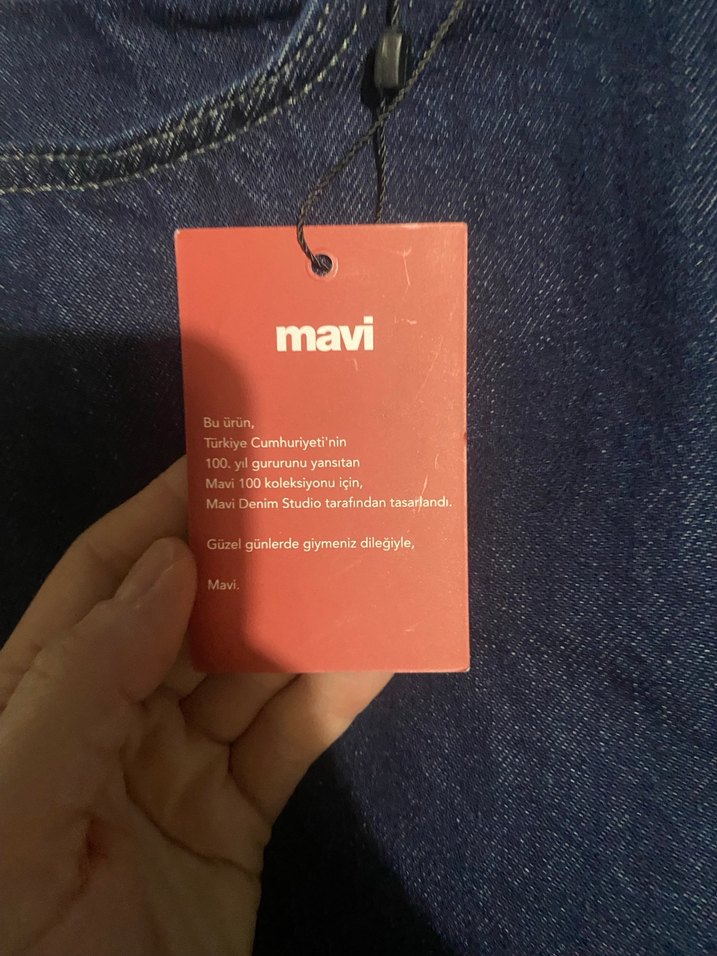 mavi
Bu ürün,
Türkiye Cumhuriyeti'nin
100. yıl gururunu yansıtan
Mavi 100 koleksiyonu için,
Mavi Denim Studio tarafından tasarlandı.
Güzel günlerde giymeniz dileğiyle,
Mavi.